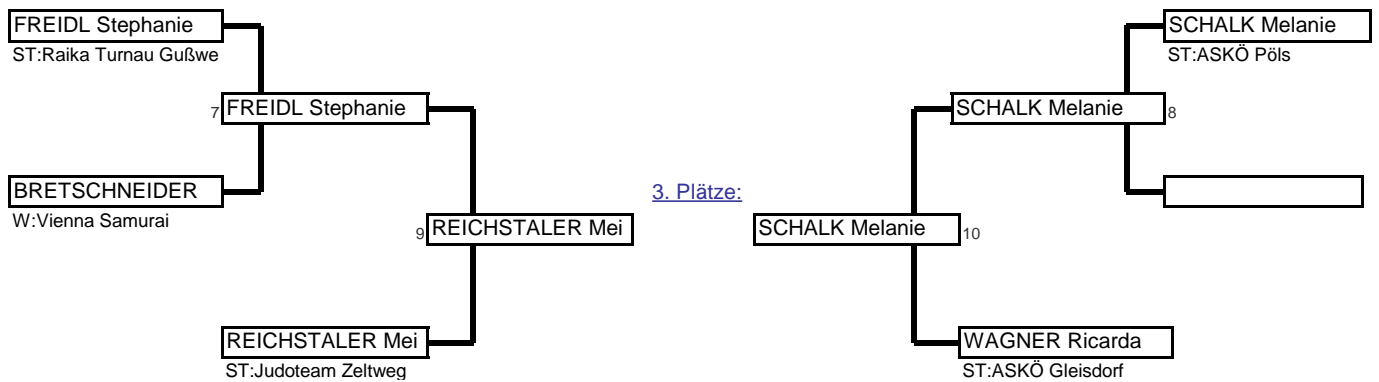 FREIDL Stephanie
ST:Raika Turnau Gußwe
7 FREIDL Stephanie
BRETSCHNEIDER
W:Vienna Samurai
9 REICHSTALER Mei
REICHSTALER Mei
ST:Judoteam Zeltweg
3. Plätze:
SCHALK Melanie
ST:ASKÖ Pöls
SCHALK Melanie 8
SCHALK Melanie 10
WAGNER Ricarda
ST:ASKÖ Gleisdorf